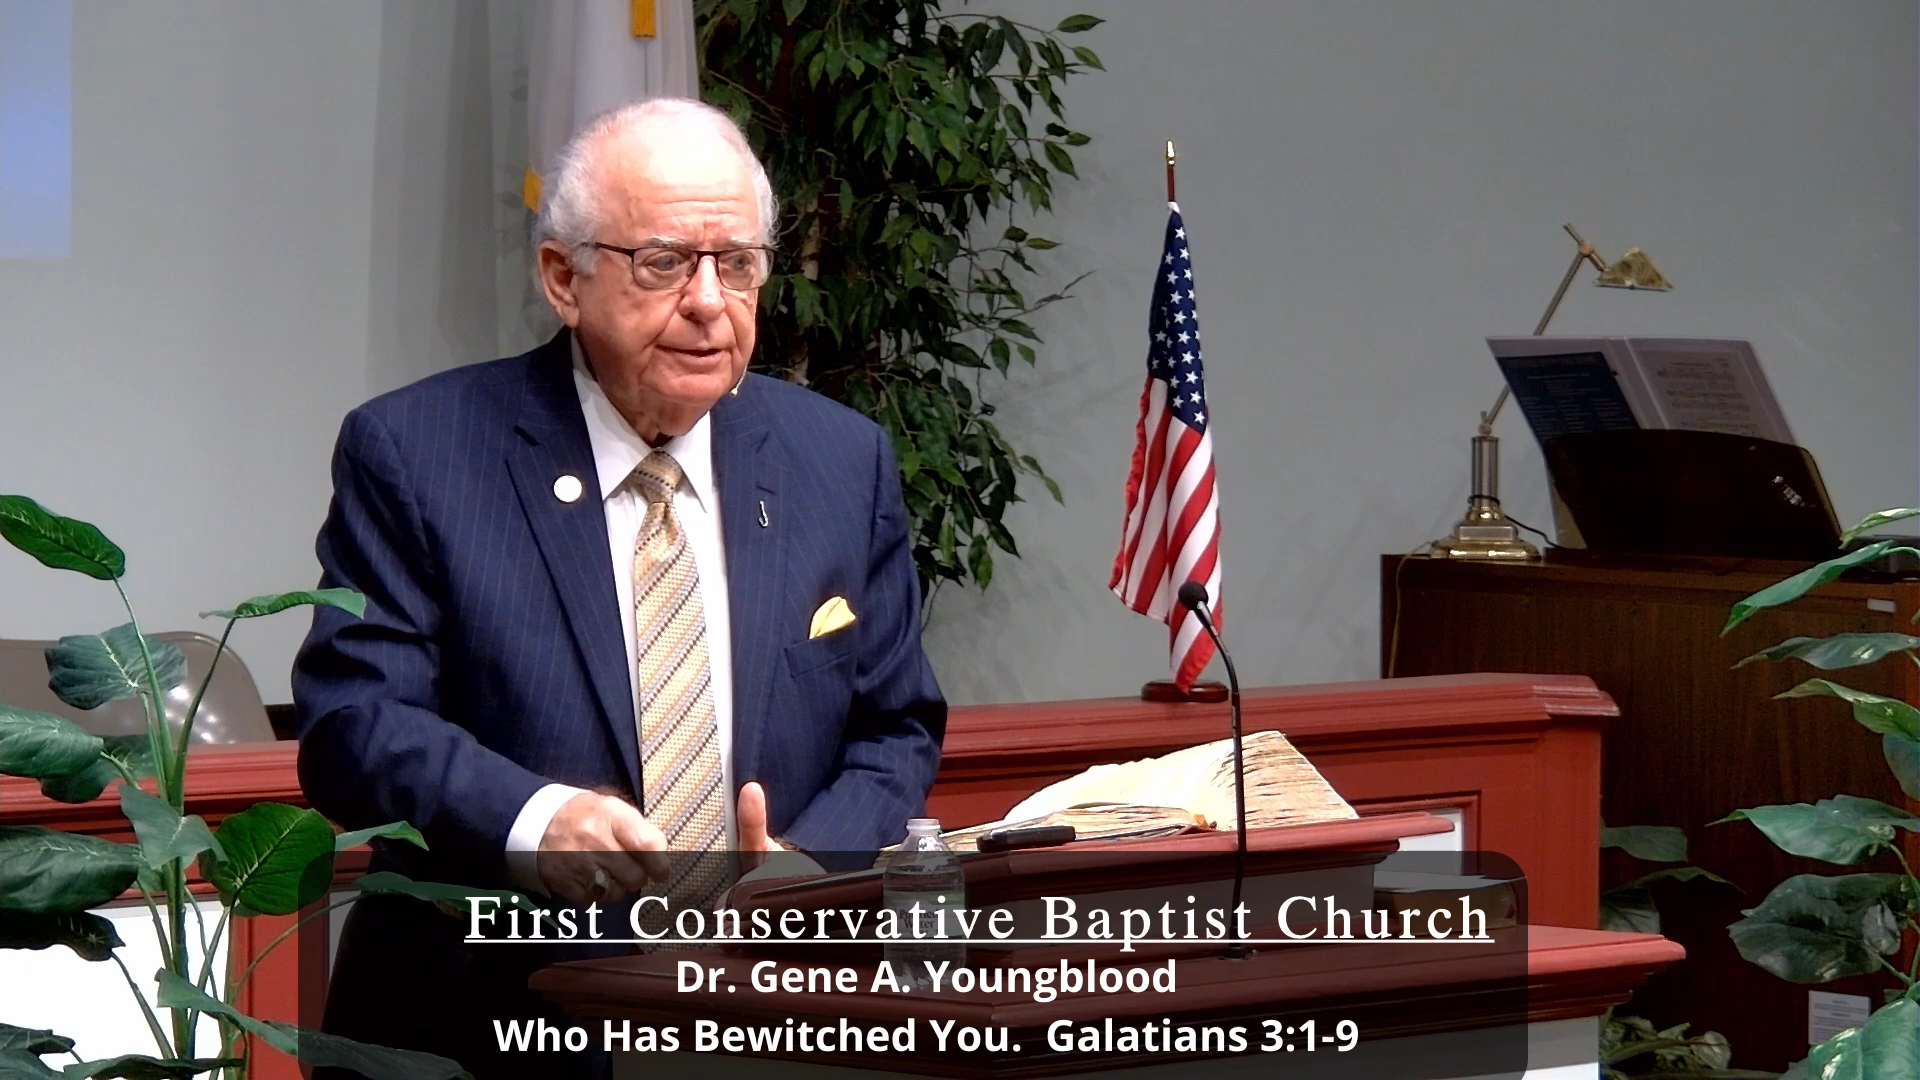 First Conservative Baptist Church
Dr. Gene A. Youngblood
Who Has Bewitched You.  Galatians 3:1-9